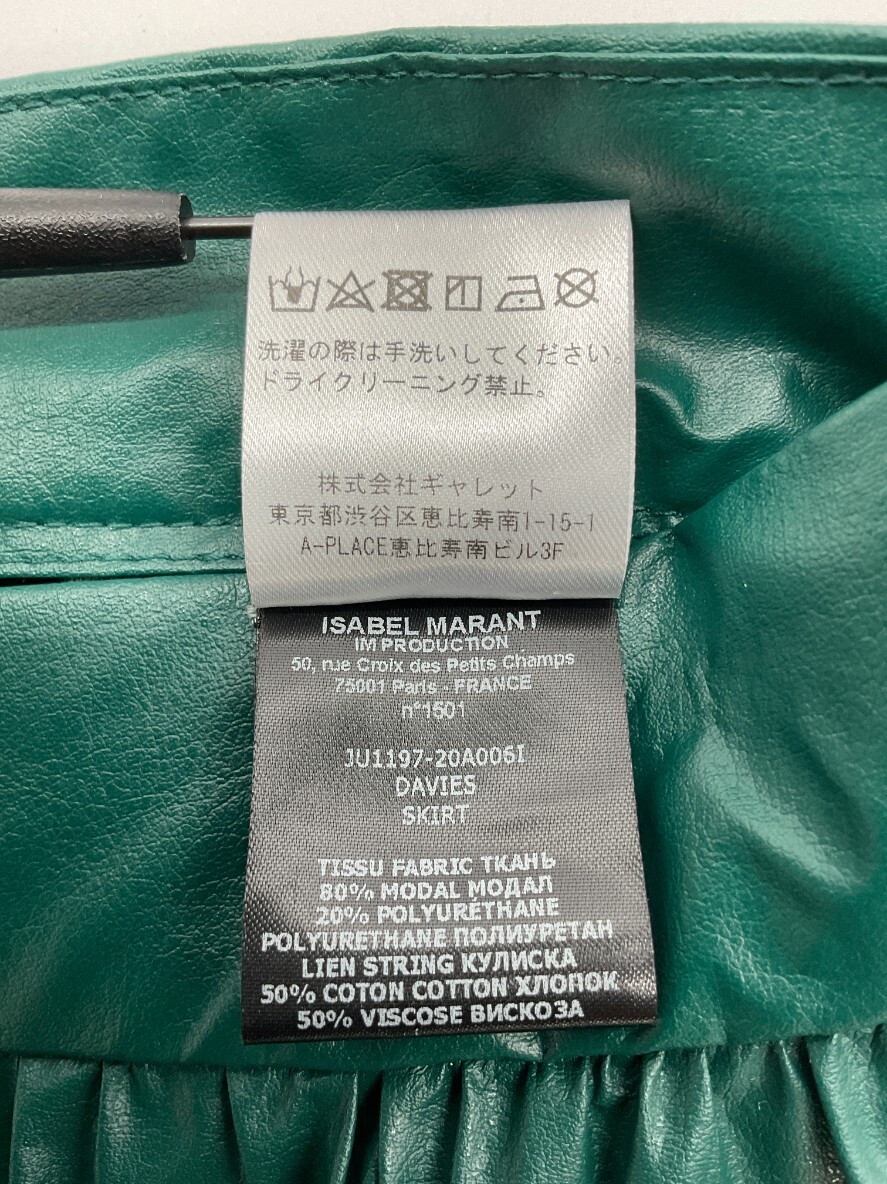 洗濯の際は手洗いしてください。
ドライクリーニング禁止。
株式会社ギャレット
東京都渋谷区恵比寿南1-15-1
A-PLACE恵比寿南ビル3F
ISABEL MARANT
IM PRODUCTION
50, rue Croix des Petits Champs
75001 Paris - FRANCE
n°1501
JU1197-20A006I
DAVIES
SKIRT
TISSU FABRIC ТКАНЬ
80% MODAL МОДАЛ
20% POLYURÉTHANE
POLYURETHANE ПОЛИУРЕТАН
LIEN STRING КУЛИСКА
50% COTON COTTON ХЛОПОК
50% VISCOSE ВИСКОЗА